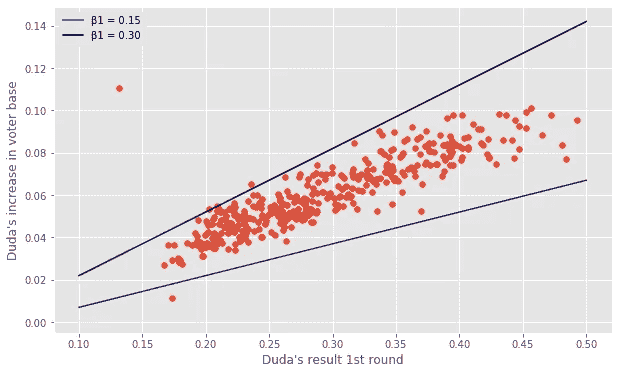 β1 = 0.15
β1 = 0.30
0.14
0.12
0.10
0.08
0.06
0.04
0.02
0.00
Duda's increase in voter base
0.10 0.15 0.20 0.25 0.30 0.35 0.40 0.45 0.50
Duda's result 1st round